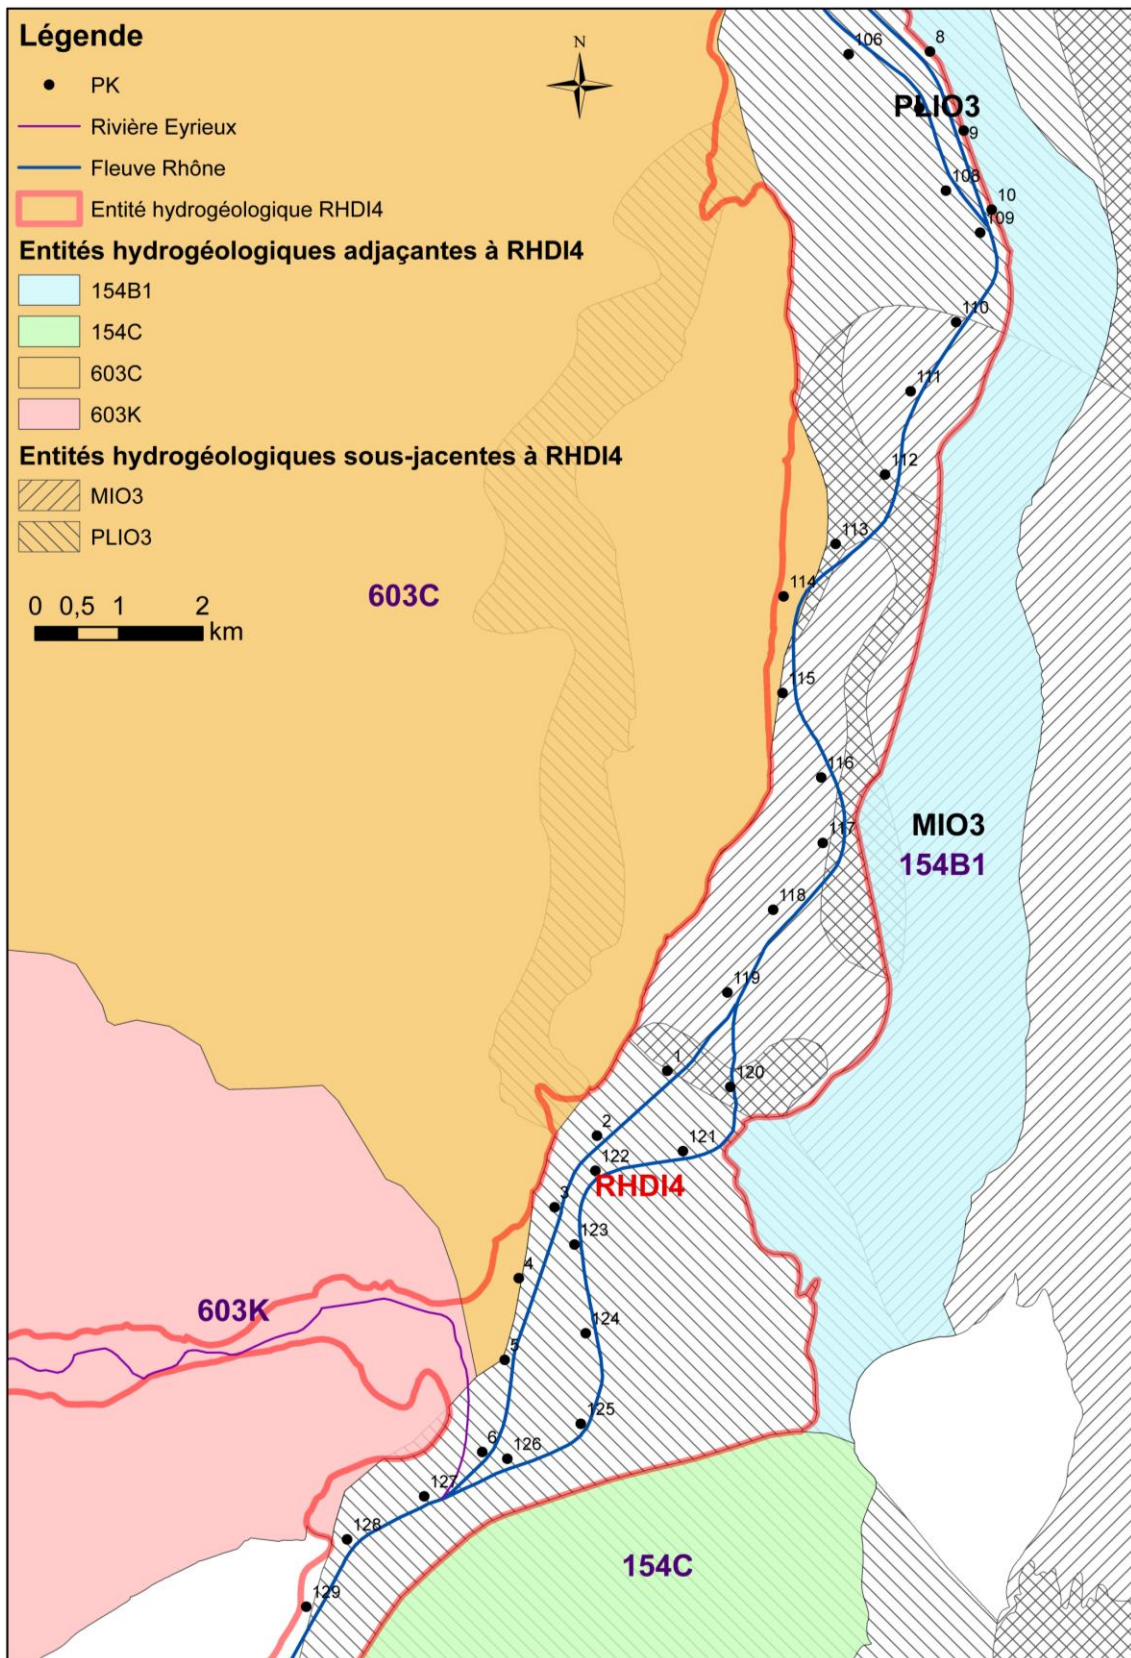 Légende
PK
Rivière Eyrieux
Fleuve Rhône
Entité hydrogéologique RHDI4
Entités hydrogéologiques adjaçantes à RHDI4
154B1
154C
603C
603K
Entités hydrogéologiques sous-jacentes à RHDI4
MIO3
PLIO3
0 0,5 1 2
km
N
106
8
PLIO3
9
108
10
109
110
111
112
113
603C
114
115
116
MIO3
117
154B1
118
119
1
120
2
121
122
RHDI4
3
123
4
603K
124
5
125
6
126
127
128
154C
129